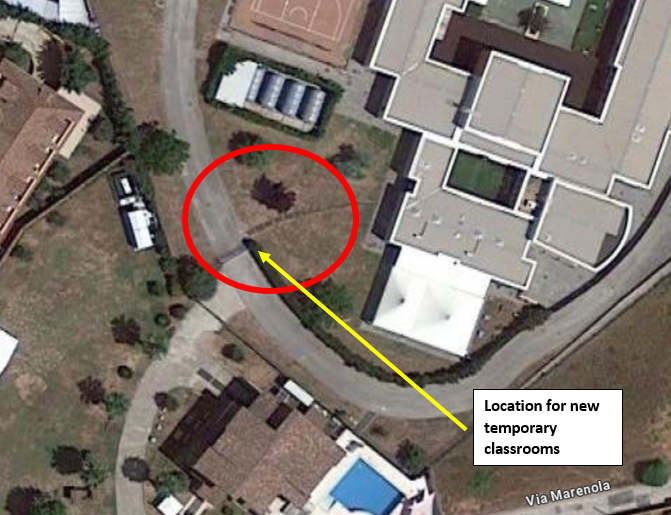 Location for new
temporary
classrooms
Via Marenola